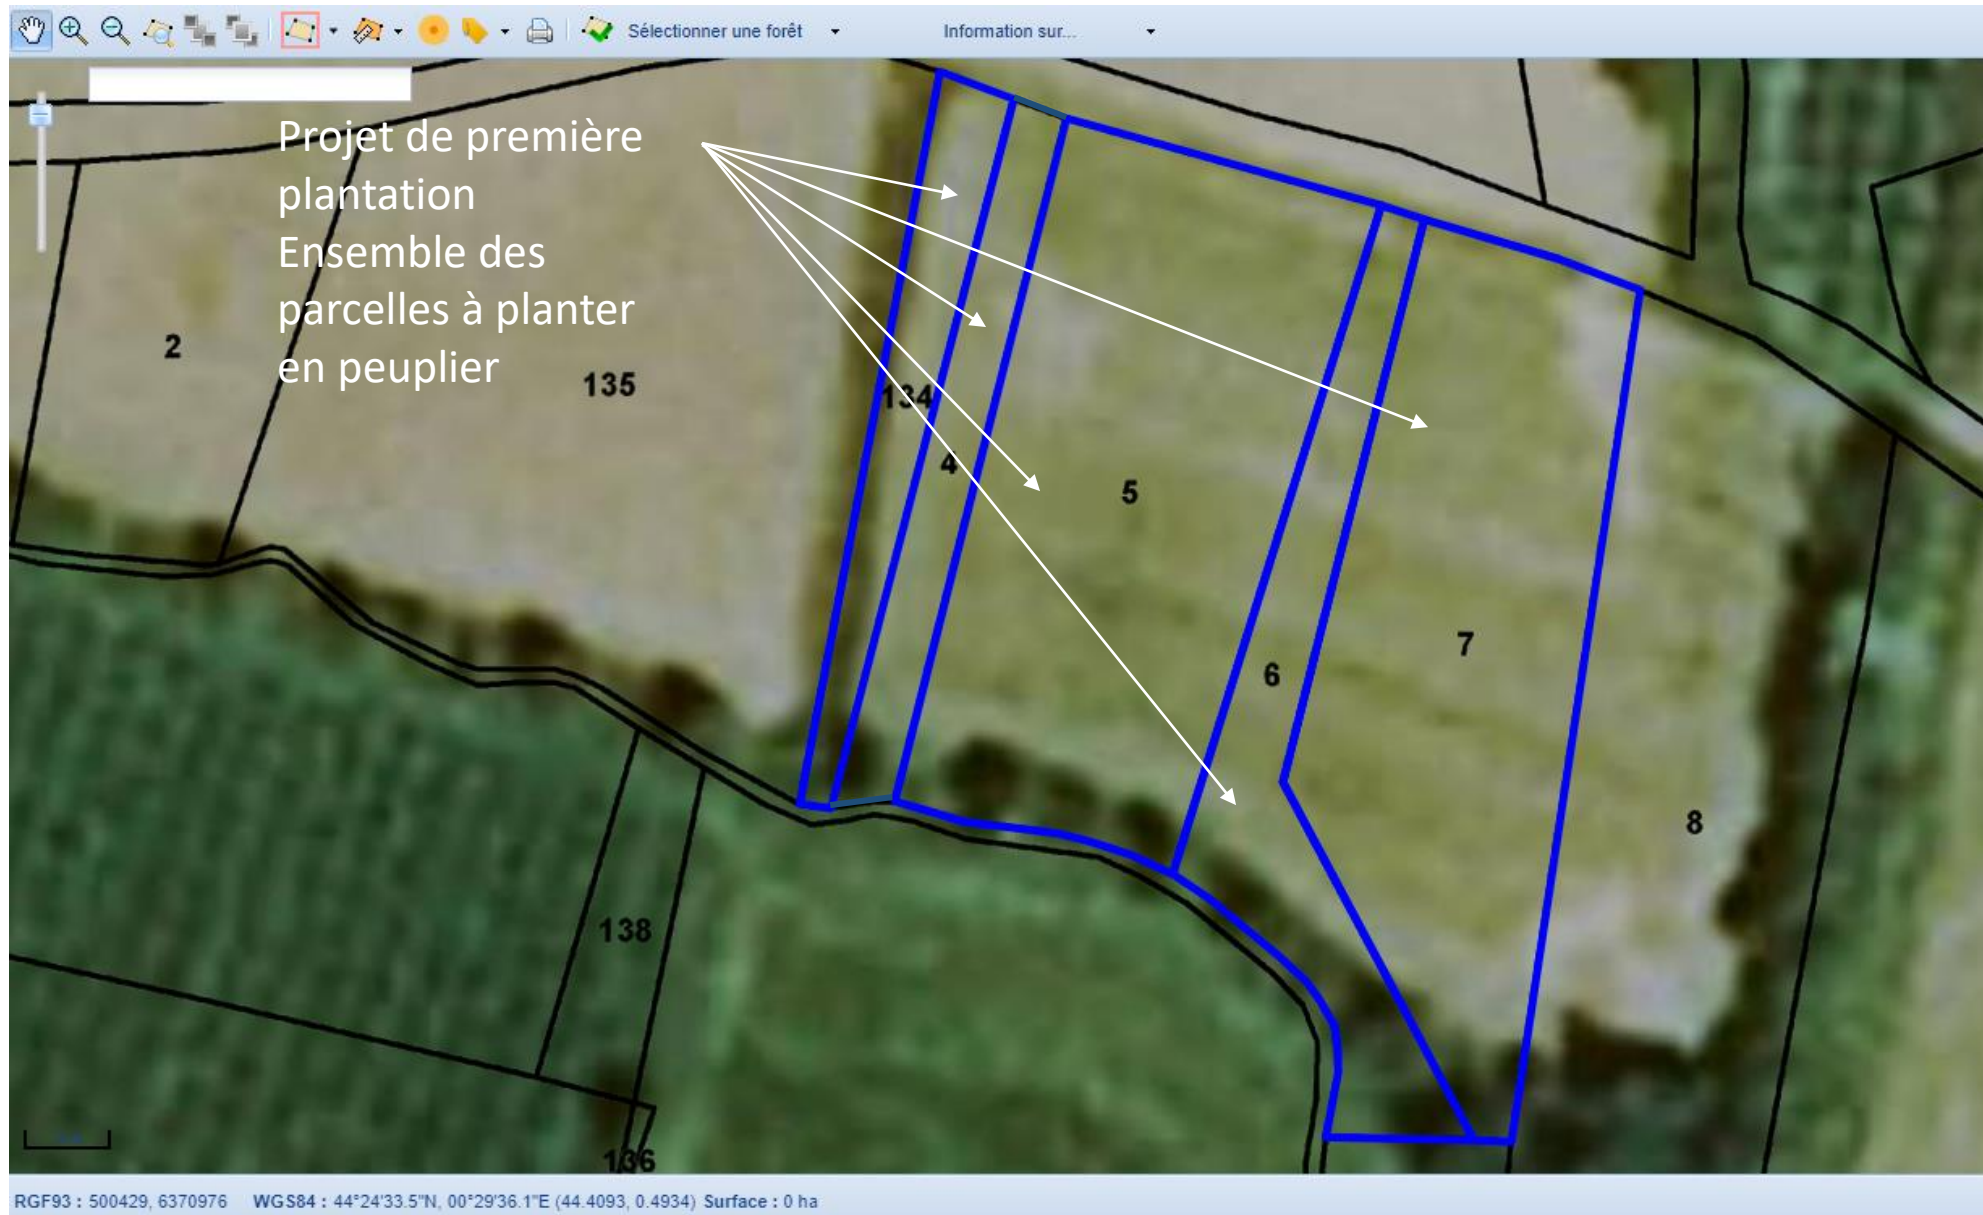 Sélectionner une forêt Information sur...
Projet de première
plantation
Ensemble des
parcelles à planter
en peuplier
2
135
134
4
5
6
7
8
138
136
RGF93 : 500429, 6370976 WGS84 : 44°24'33.5"N, 00°29'36.1"E (44.4093, 0.4934) Surface : 0 ha